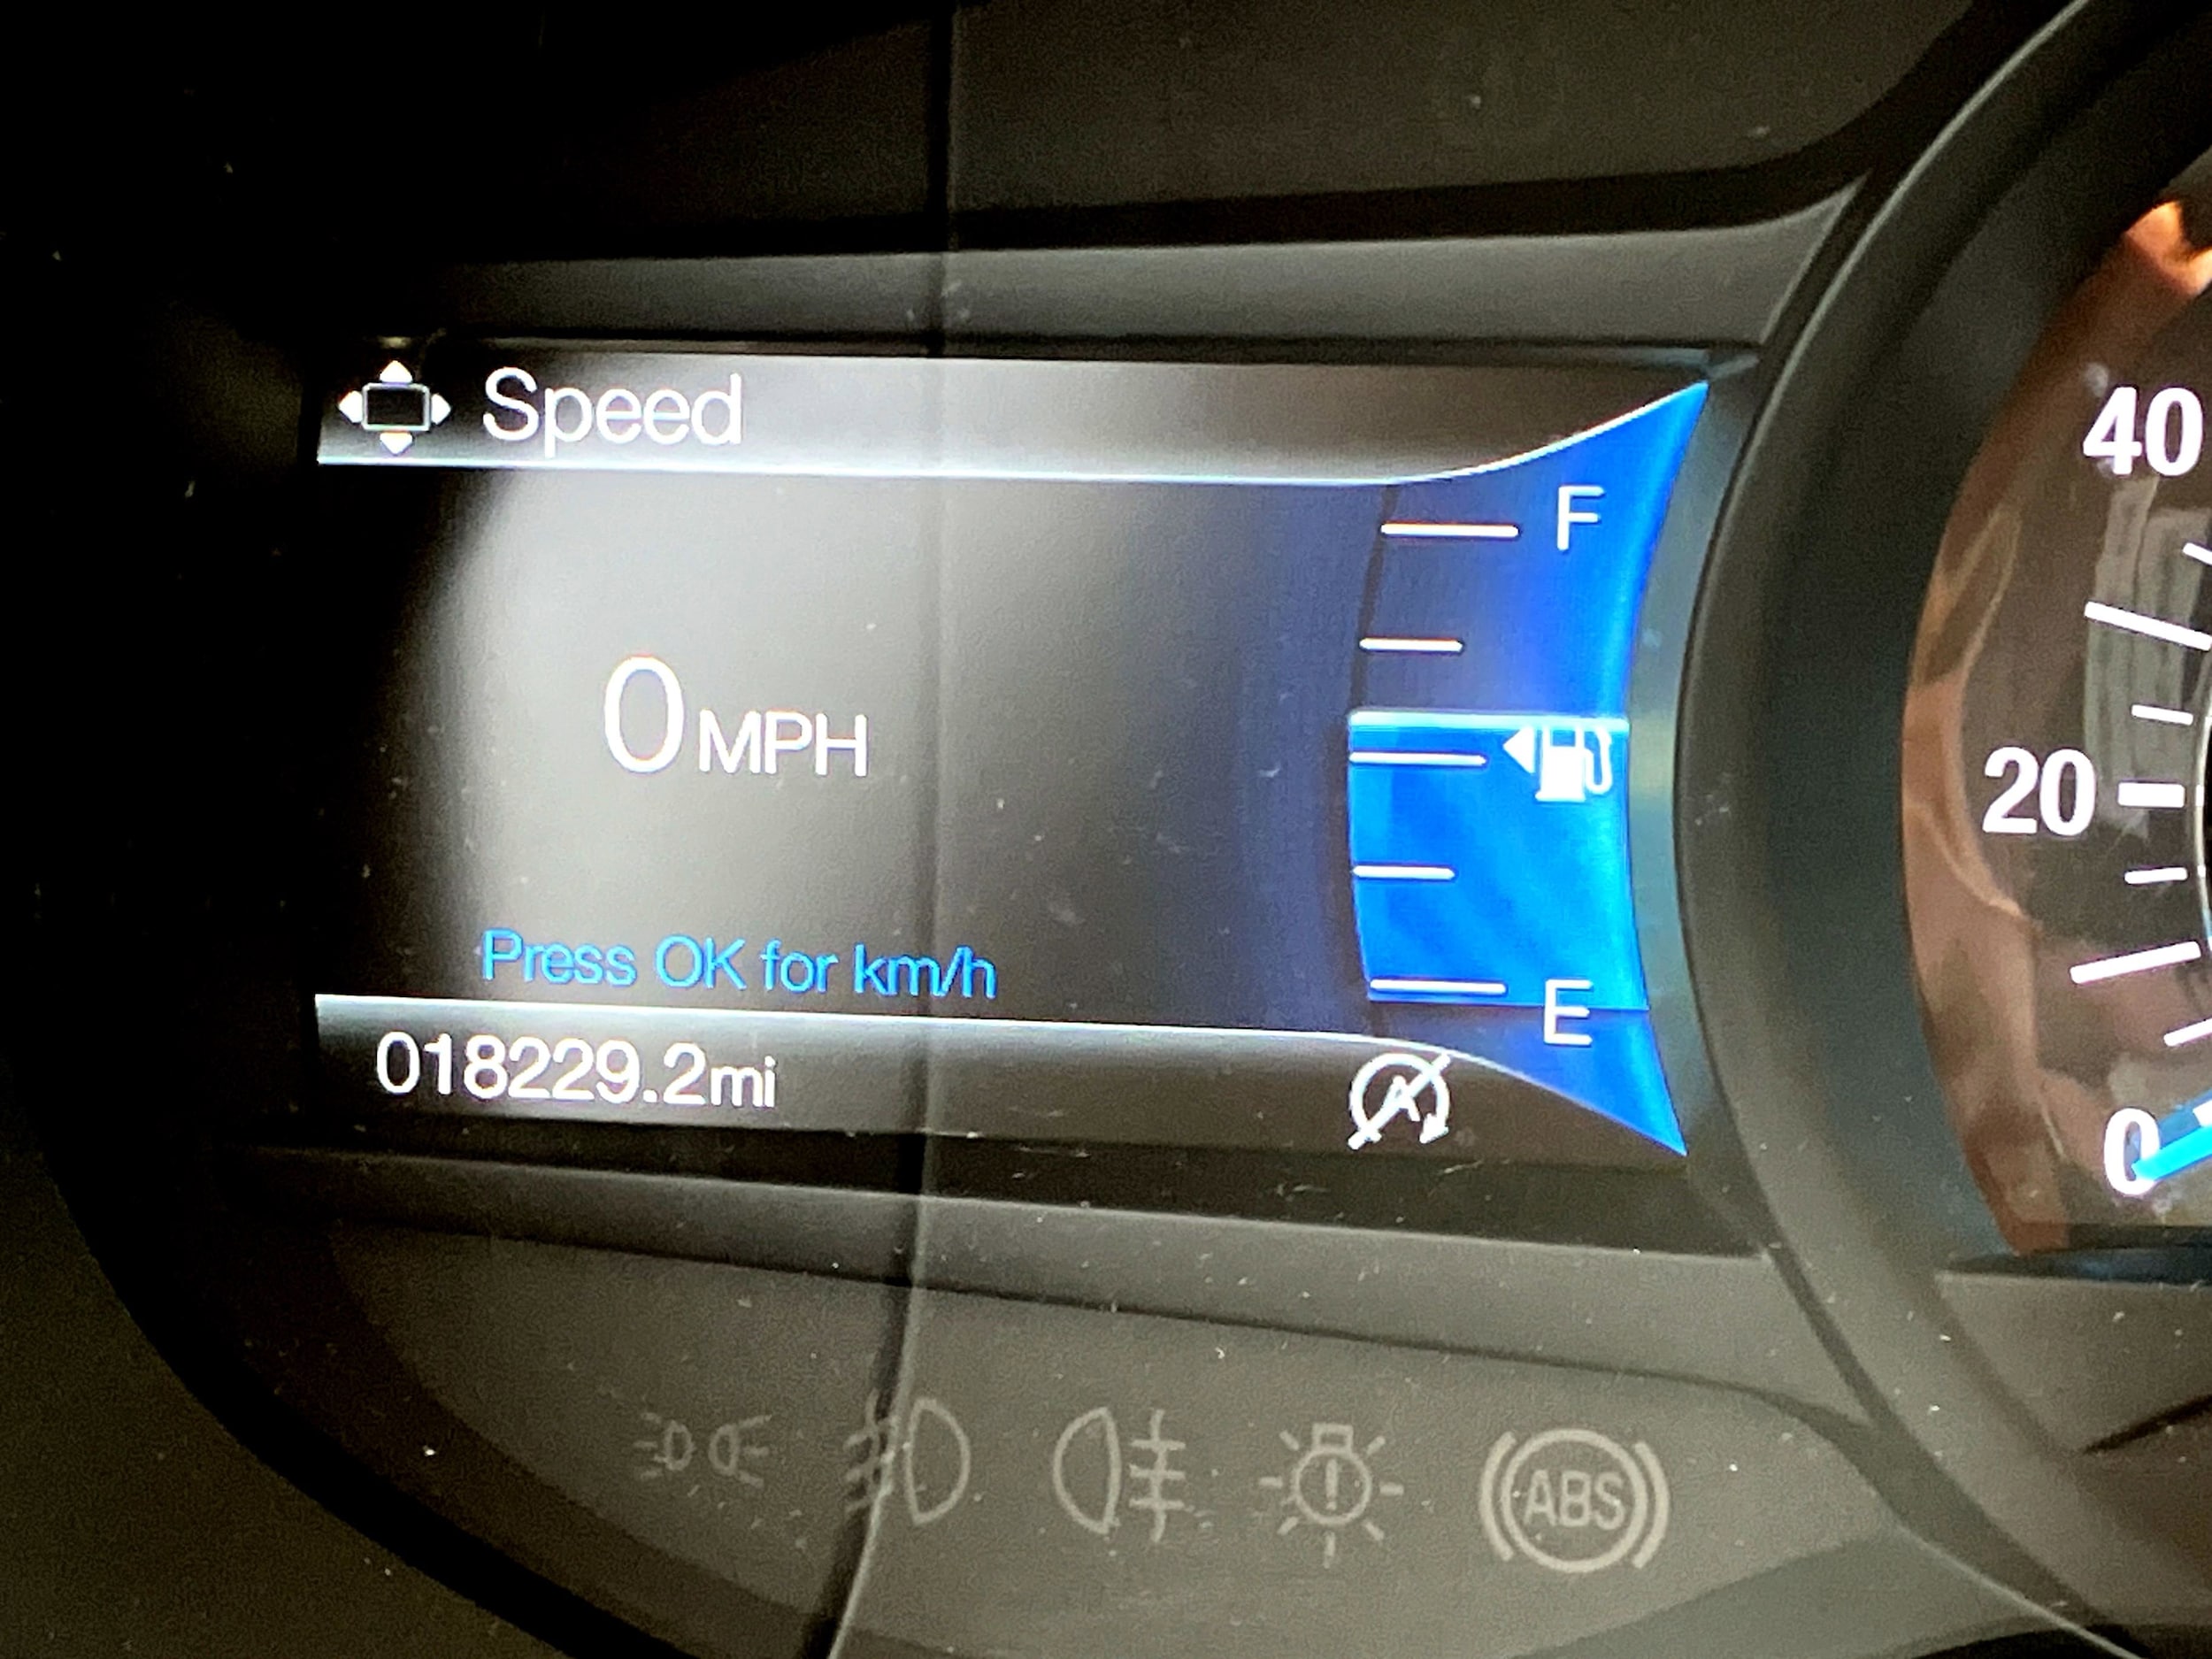 Speed
F
40
0 MPH
20
Press OK for km/h
E
018229.2mi
A
0
ABS